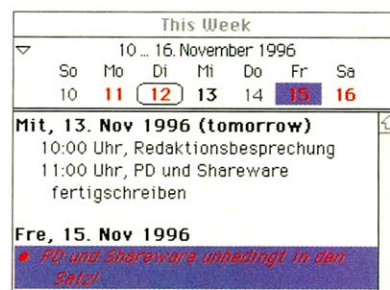 This Week
10 ... 16. November 1996
So Mo Di Mi Do Fr Sa
10 11 12 13 14 15 16
Mit, 13. Nov 1996 (tomorrow)
10:00 Uhr, Redaktionsbesprechung
11:00 Uhr, PD und Shareware
fertigschreiben
Fre, 15. Nov 1996
PD und Shareware unbedingt in den
Satz!